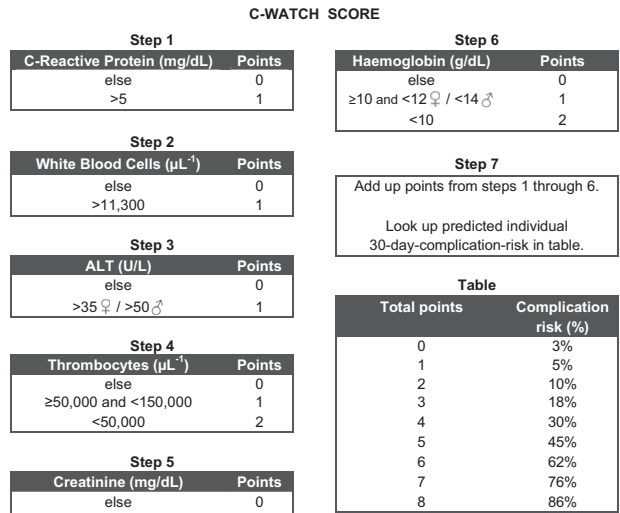 C-WATCH SCORE
Step 1
C-Reactive Protein (mg/dL) Points
else 0
>5 1
Step 2
White Blood Cells (µL⁻¹) Points
else 0
>11,300 1
Step 3
ALT (U/L) Points
else 0
>35 ♀ / >50 ♂ 1
Step 4
Thrombocytes (µL⁻¹) Points
else 0
≥50,000 and <150,000 1
<50,000 2
Step 5
Creatinine (mg/dL) Points
else 0
Step 6
Haemoglobin (g/dL) Points
else 0
≥10 and <12 ♀ / <14 ♂ 1
<10 2
Step 7
Add up points from steps 1 through 6.
Look up predicted individual
30-day-complication-risk in table.
Table
Total points Complication
risk (%)
0 3%
1 5%
2 10%
3 18%
4 30%
5 45%
6 62%
7 76%
8 86%